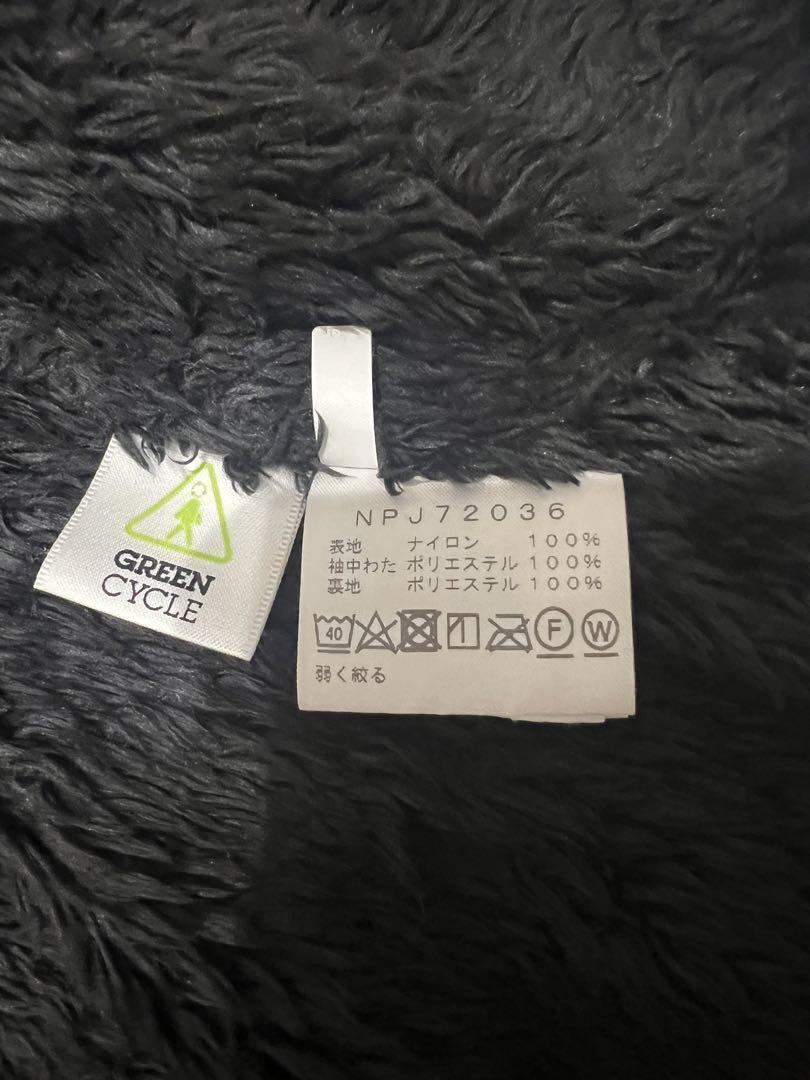 GREEN
CYCLE
NPJ72036
表地 ナイロン 100%
袖中わた ポリエステル 100%
裏地 ポリエステル 100%
40 F W
弱く絞る